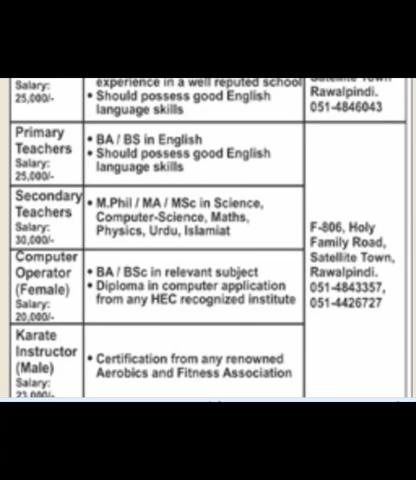 Salary:
25,000/-
experience in a well reputed school
• Should possess good English
language skills
Satellite Town
Rawalpindi.
051-4846043
Primary
Teachers
Salary:
25,000/-
• BA / BS in English
• Should possess good English
language skills
Secondary
Teachers
Salary:
30,000/-
• M.Phil / MA / MSc in Science,
Computer-Science, Maths,
Physics, Urdu, Islamiat
Computer
Operator
(Female)
Salary:
20,000/-
• BA / BSc in relevant subject
• Diploma in computer application
from any HEC recognized institute
Karate
Instructor
(Male)
Salary:
23,000/-
• Certification from any renowned
Aerobics and Fitness Association
F-806, Holy
Family Road,
Satellite Town,
Rawalpindi.
051-4843357,
051-4426727